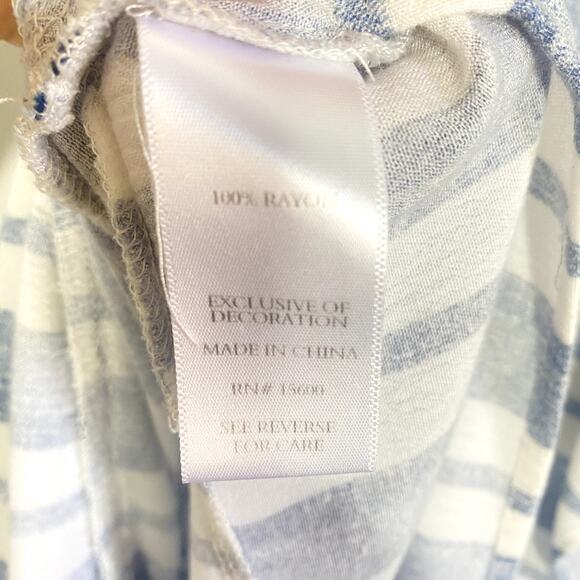 100% RAYON
EXCLUSIVE OF
DECORATION
MADE IN CHINA
RN# 15600
SEE REVERSE
FOR CARE